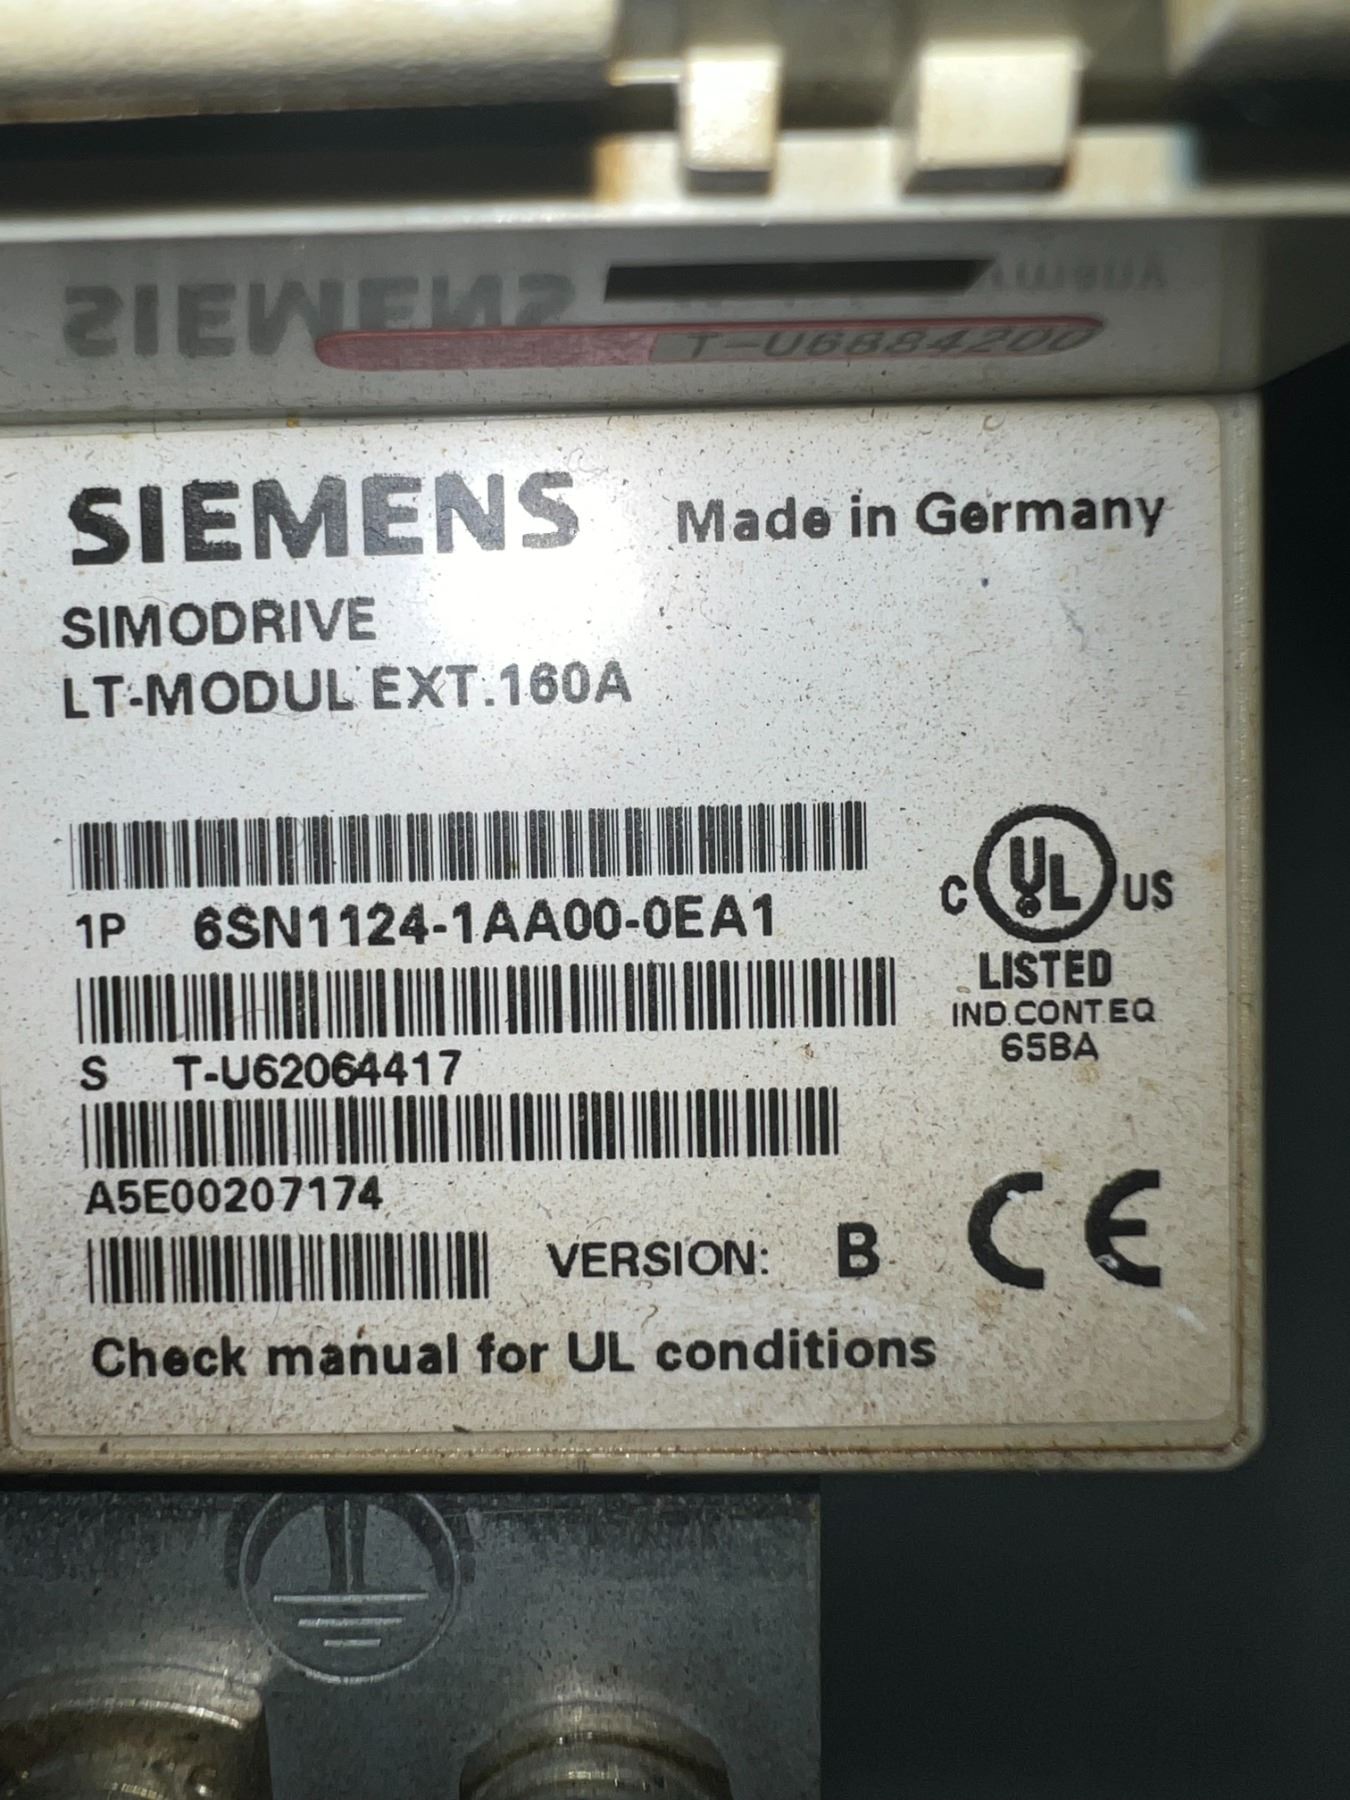 T-U6884200
SIEMENS Made in Germany
SIMODRIVE
LT-MODUL EXT.160A
1P 6SN1124-1AA00-0EA1
C UL US
LISTED
IND.CONT EQ
65BA
S T-U62064417
A5E00207174
VERSION: B CE
Check manual for UL conditions